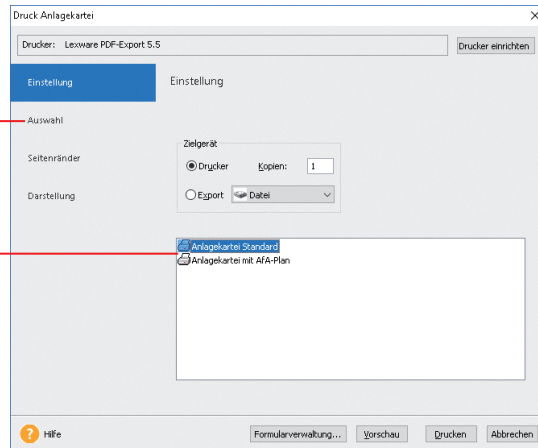 Druck Anlagekartei
Drucker: Lexware PDF-Export 5.5
Drucker einrichten
Einstellung
Auswahl
Seitenränder
Darstellung
Einstellung
Zielgerät
Drucker Kopien: 1
Export Datei
Anlagekartei Standard
Anlagekartei mit AfA-Plan
Hilfe
Formularverwaltung... Vorschau Drucken Abbrechen